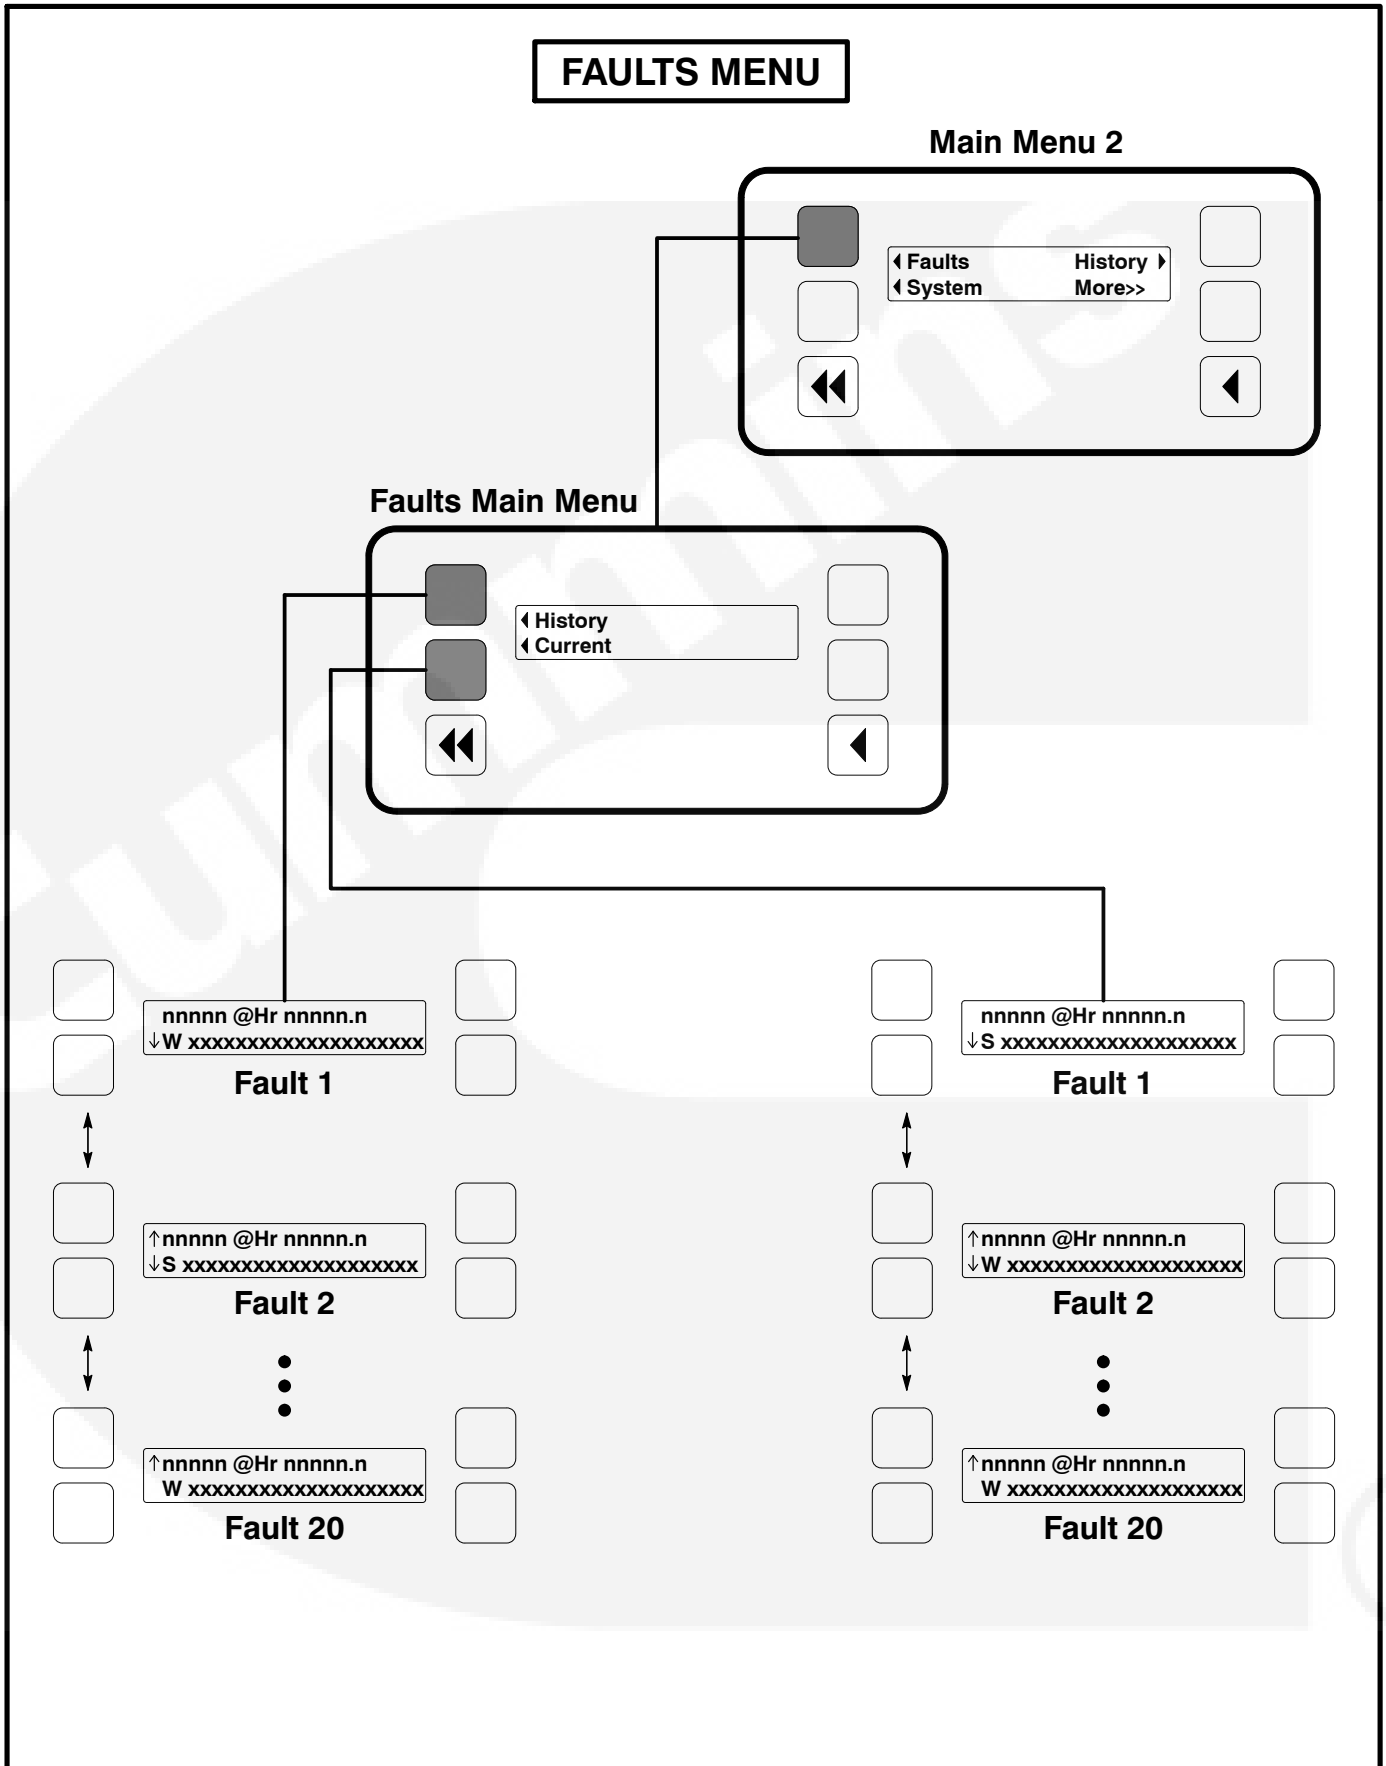 FAULTS MENU
Main Menu 2
Faults History
System More>>
Faults Main Menu
History
Current
nnnnn @Hr nnnnn.n
↓W xxxxxxxxxxxxxxxxxxxx
Fault 1
↑nnnnn @Hr nnnnn.n
↓S xxxxxxxxxxxxxxxxxxxx
Fault 2
↑nnnnn @Hr nnnnn.n
W xxxxxxxxxxxxxxxxxxxx
Fault 20
nnnnn @Hr nnnnn.n
↓S xxxxxxxxxxxxxxxxxxxx
Fault 1
↑nnnnn @Hr nnnnn.n
↓W xxxxxxxxxxxxxxxxxxxx
Fault 2
↑nnnnn @Hr nnnnn.n
W xxxxxxxxxxxxxxxxxxxx
Fault 20
Cummins